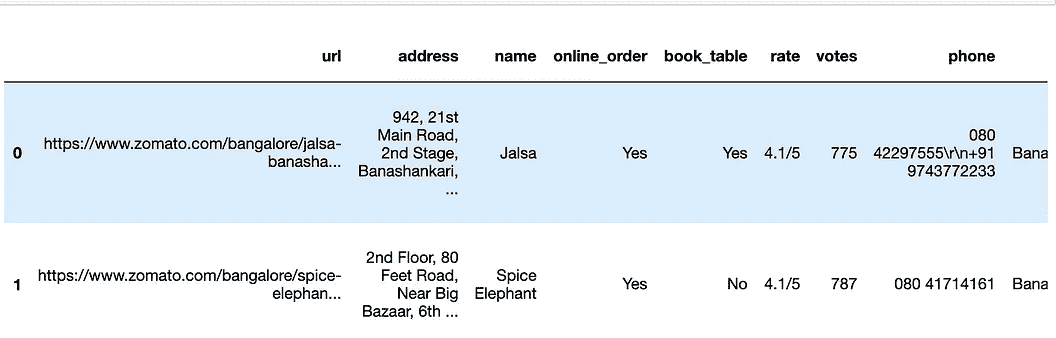 url address name online_order book_table rate votes phone
0 https://www.zomato.com/bangalore/jalsa-banasha... 942, 21st Main Road, 2nd Stage, Banashankari, ... Jalsa Yes Yes 4.1/5 775 080 42297555\r\n+91 9743772233 Bana
1 https://www.zomato.com/bangalore/spice-elephan... 2nd Floor, 80 Feet Road, Near Big Bazaar, 6th ... Spice Elephant Yes No 4.1/5 787 080 41714161 Bana